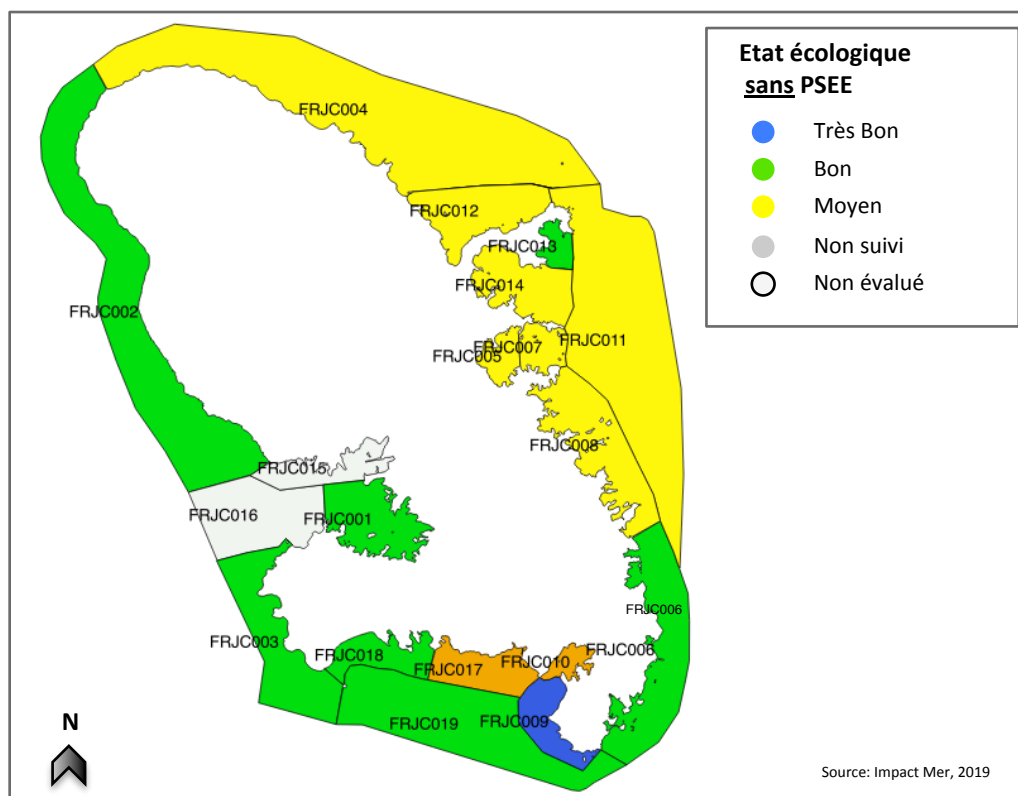 Etat écologique
sans PSEE
Très Bon
Bon
Moyen
Non suivi
Non évalué
FRJC004
FRJC012
FRJC013
FRJC014
FRJC002
FRJC007
FRJC005
FRJC011
FRJC008
FRJC015
FRJC016
FRJC001
FRJC006
FRJC003
FRJC018
FRJC017
FRJC010
FRJC006
FRJC019
FRJC009
N
Source: Impact Mer, 2019